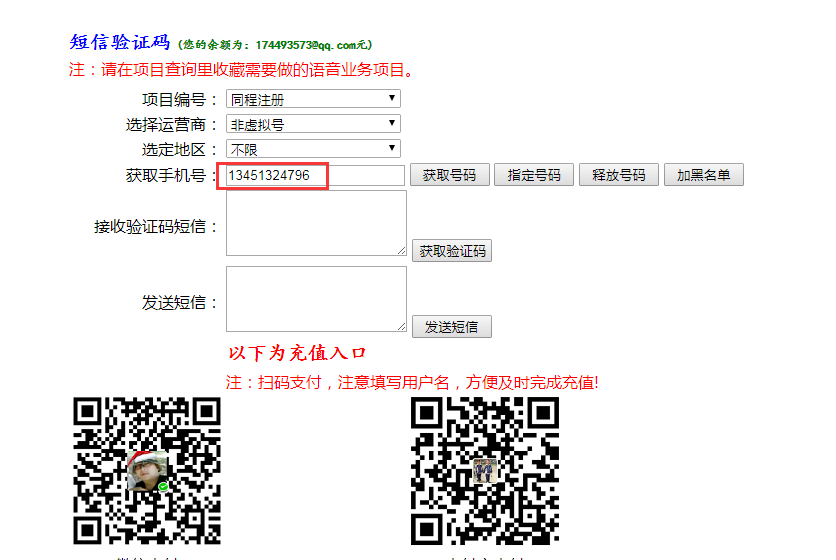 短信验证码 (您的余额为：174493573@qq.com元)
注：请在项目查询里收藏需要做的语音业务项目。
项目编号： 同程注册
选择运营商： 非虚拟号
选定地区： 不限
获取手机号： 13451324796 获取号码 指定号码 释放号码 加黑名单
接收验证码短信： 获取验证码
发送短信： 发送短信
以下为充值入口
注：扫码支付，注意填写用户名，方便及时完成充值!